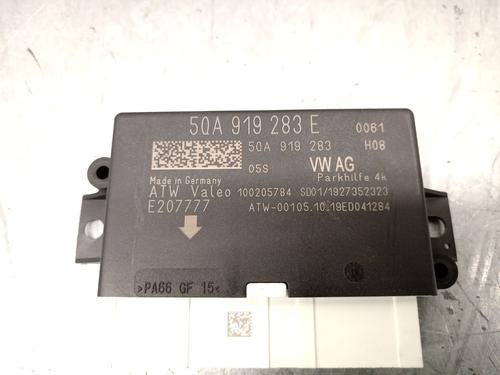 5QA 919 283 E 0061
5QA 919 283 H08
05S VW AG
Made in Germany Parkhilfe 4k
ATW Valeo 100205784 SD01/1927352323
E207777 ATW-00105.10.19ED041284
>PA66 GF 15<